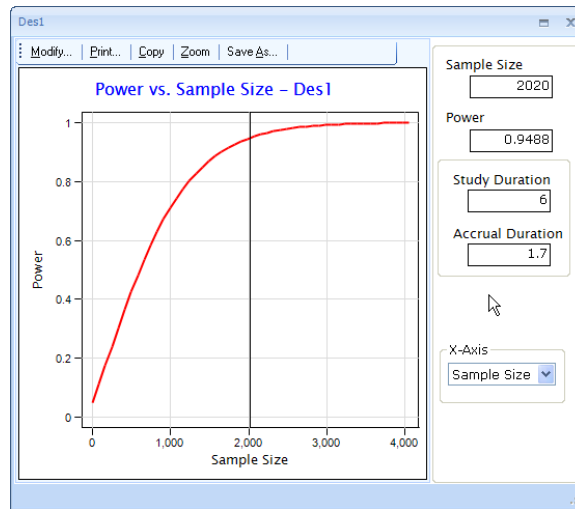 Des1
Modify... Print... Copy Zoom Save As...
Power vs. Sample Size – Des1
1
0.8
0.6
0.4
0.2
0
Power
0 1,000 2,000 3,000 4,000
Sample Size
Sample Size
2020
Power
0.9488
Study Duration
6
Accrual Duration
1.7
X-Axis
Sample Size